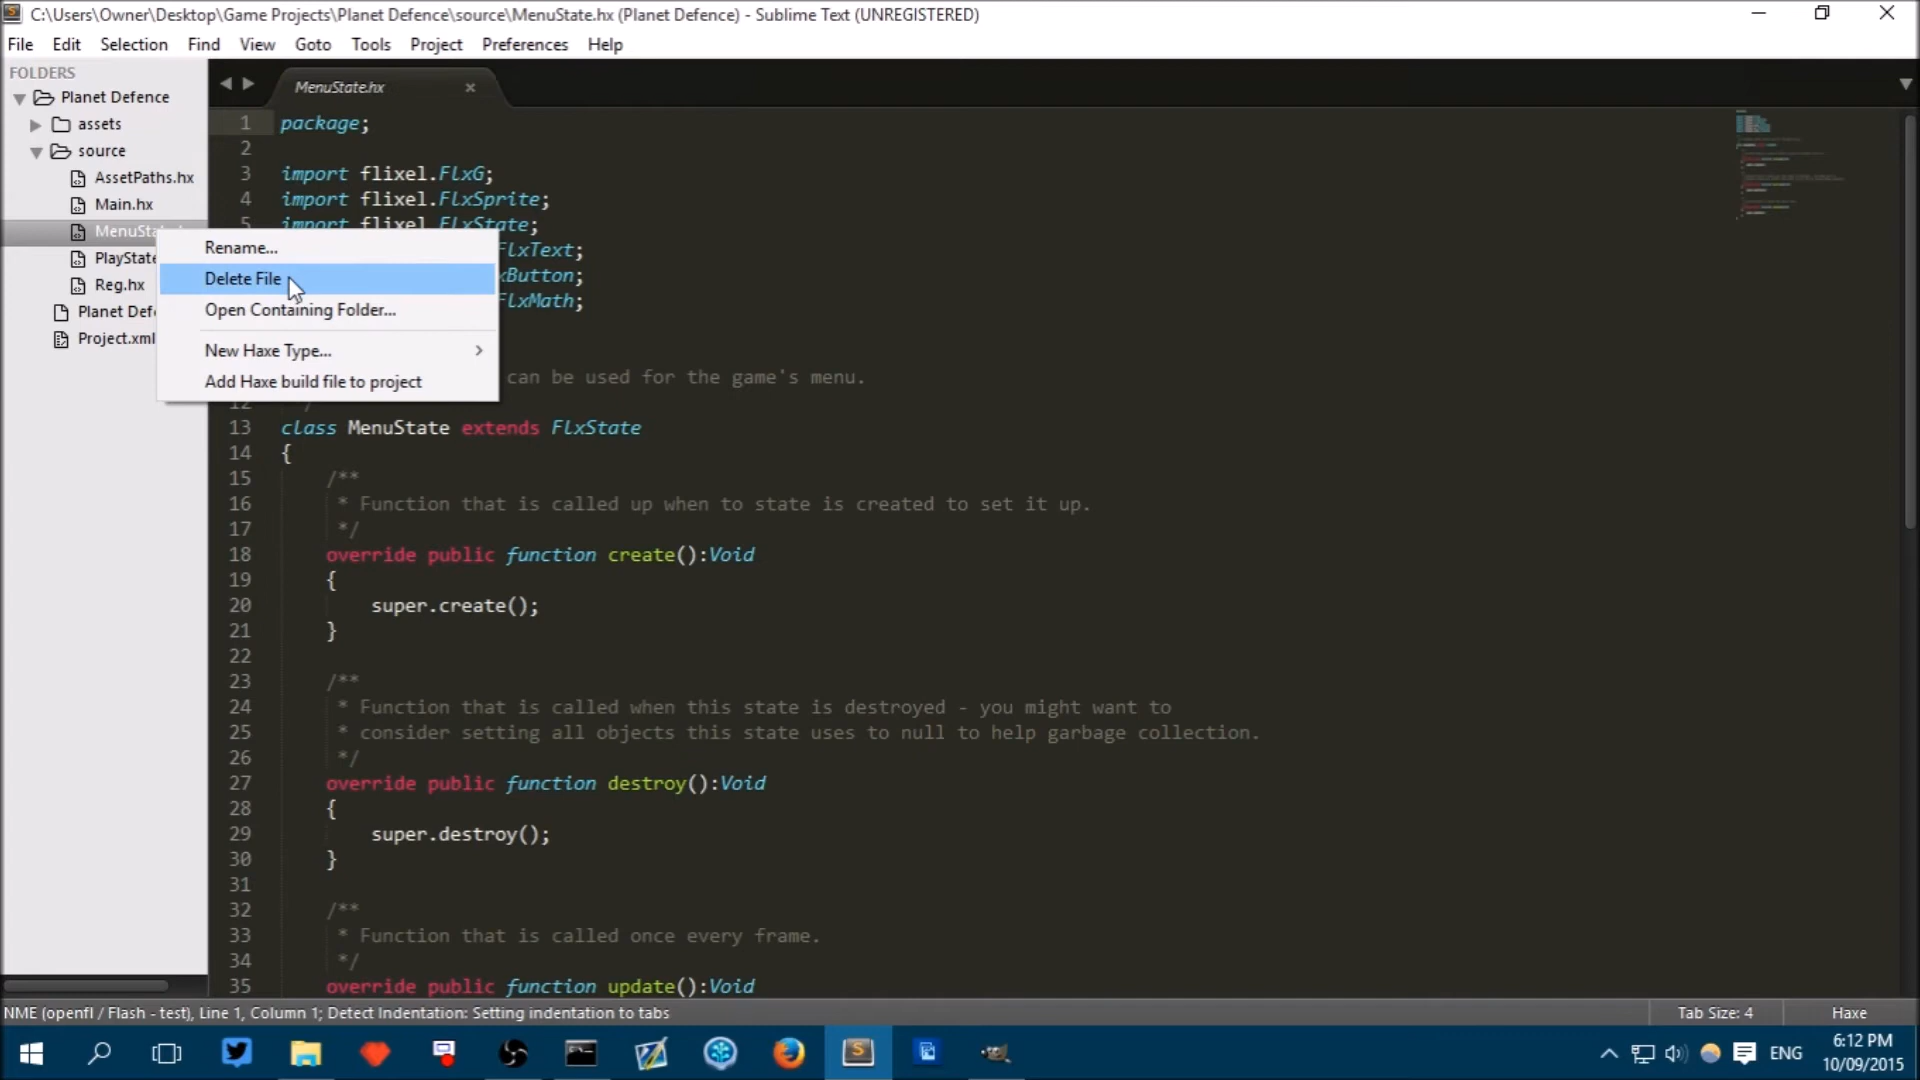 C:\Users\Owner\Desktop\Game Projects\Planet Defence\source\MenuState.hx (Planet Defence) - Sublime Text (UNREGISTERED)
File Edit Selection Find View Goto Tools Project Preferences Help
FOLDERS
Planet Defence
assets
source
AssetPaths.hx
Main.hx
MenuStat
PlayState
Reg.hx
Planet Def
Project.xml
Rename...
Delete File
Open Containing Folder...
New Haxe Type...
Add Haxe build file to project
MenuState.hx
1 package;
2
3 import flixel.FlxG;
4 import flixel.FlxSprite;
5 import flixel.FlxState;
FlxText;
xButton;
FlxMath;
can be used for the game's menu.
12 */
13 class MenuState extends FlxState
14 {
15 /**
16 * Function that is called up when to state is created to set it up.
17 */
18 override public function create():Void
19 {
20 super.create();
21 }
22
23 /**
24 * Function that is called when this state is destroyed - you might want to
25 * consider setting all objects this state uses to null to help garbage collection.
26 */
27 override public function destroy():Void
28 {
29 super.destroy();
30 }
31
32 /**
33 * Function that is called once every frame.
34 */
35 override public function update():Void
NME (openfl / Flash - test), Line 1, Column 1; Detect Indentation: Setting indentation to tabs
Tab Size: 4
Haxe
ENG
6:12 PM
10/09/2015